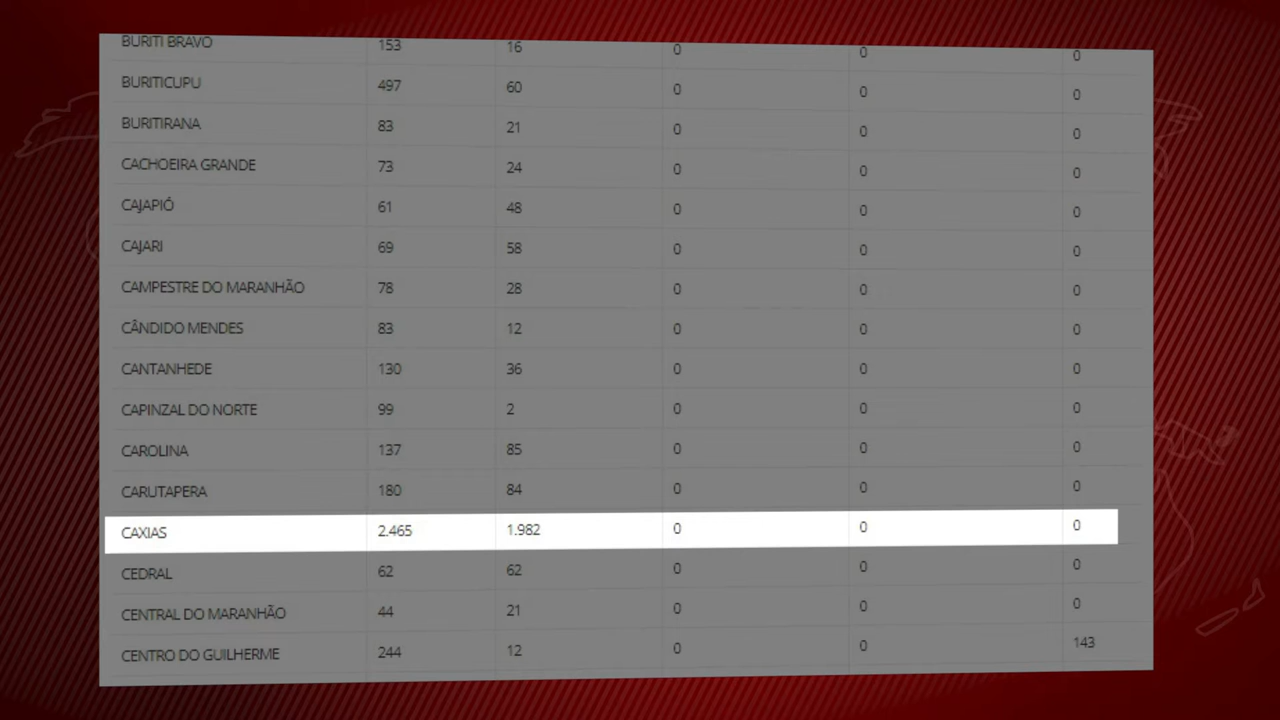 BURITI BRAVO 153 16 0 0 0
BURITICUPU 497 60 0 0 0
BURITIRANA 83 21 0 0 0
CACHOEIRA GRANDE 73 24 0 0 0
CAJAPIÓ 61 48 0 0 0
CAJARI 69 58 0 0 0
CAMPESTRE DO MARANHÃO 78 28 0 0 0
CÂNDIDO MENDES 83 12 0 0 0
CANTANHEDE 130 36 0 0 0
CAPINZAL DO NORTE 99 2 0 0 0
CAROLINA 137 85 0 0 0
CARUTAPERA 180 84 0 0 0
CAXIAS 2.465 1.982 0 0 0
CEDRAL 62 62 0 0 0
CENTRAL DO MARANHÃO 44 21 0 0 0
CENTRO DO GUILHERME 244 12 0 0 143